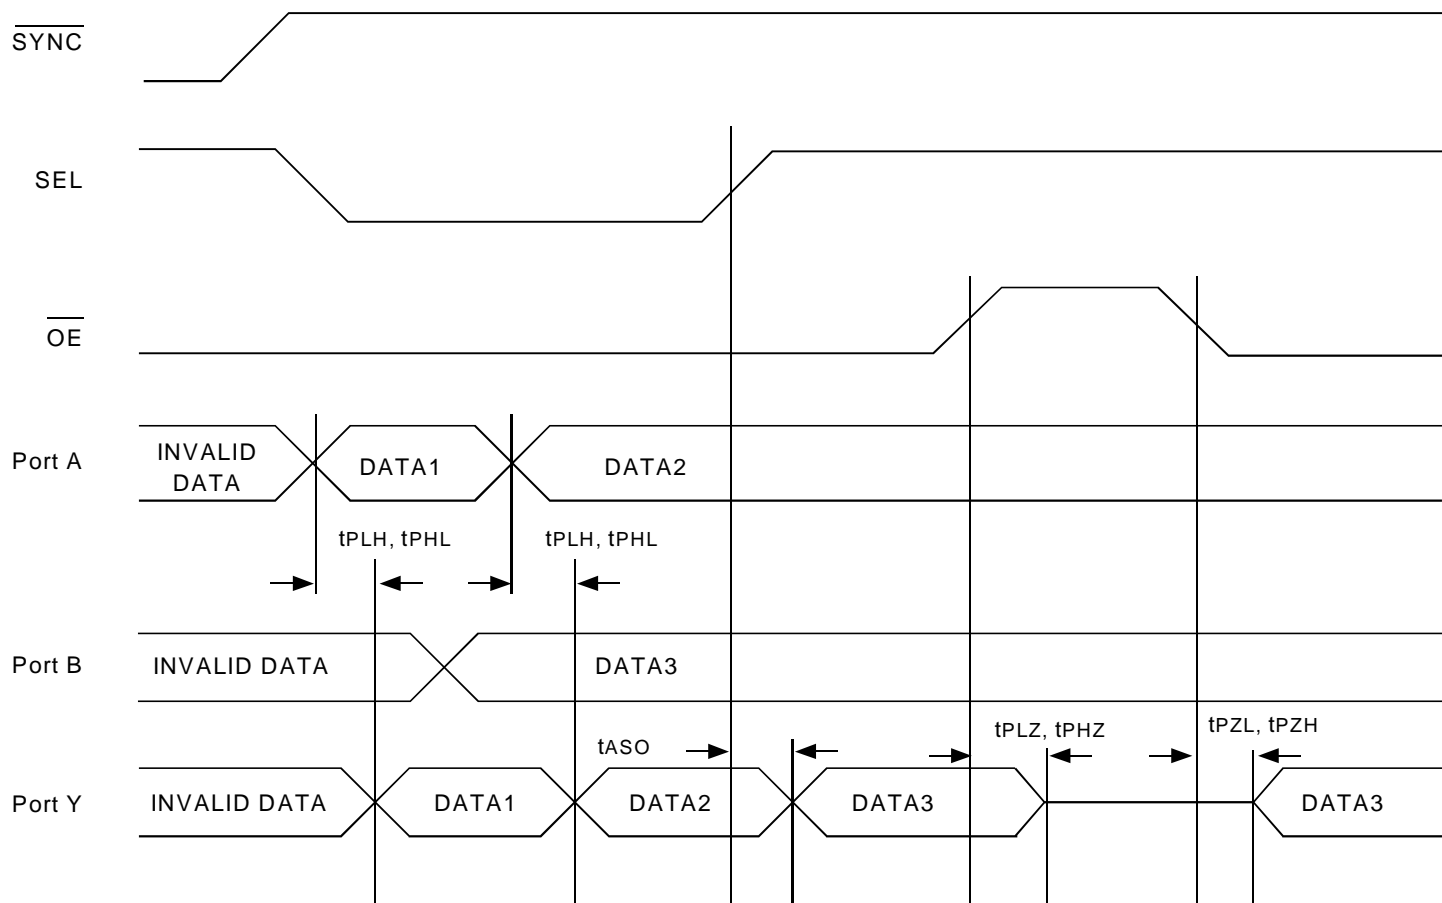 SYNC
SEL
OE
Port A
INVALID
DATA
DATA1
DATA2
tPLH, tPHL
tPLH, tPHL
Port B
INVALID DATA
DATA3
tASO
tPLZ, tPHZ
tPZL, tPZH
Port Y
INVALID DATA
DATA1
DATA2
DATA3
DATA3